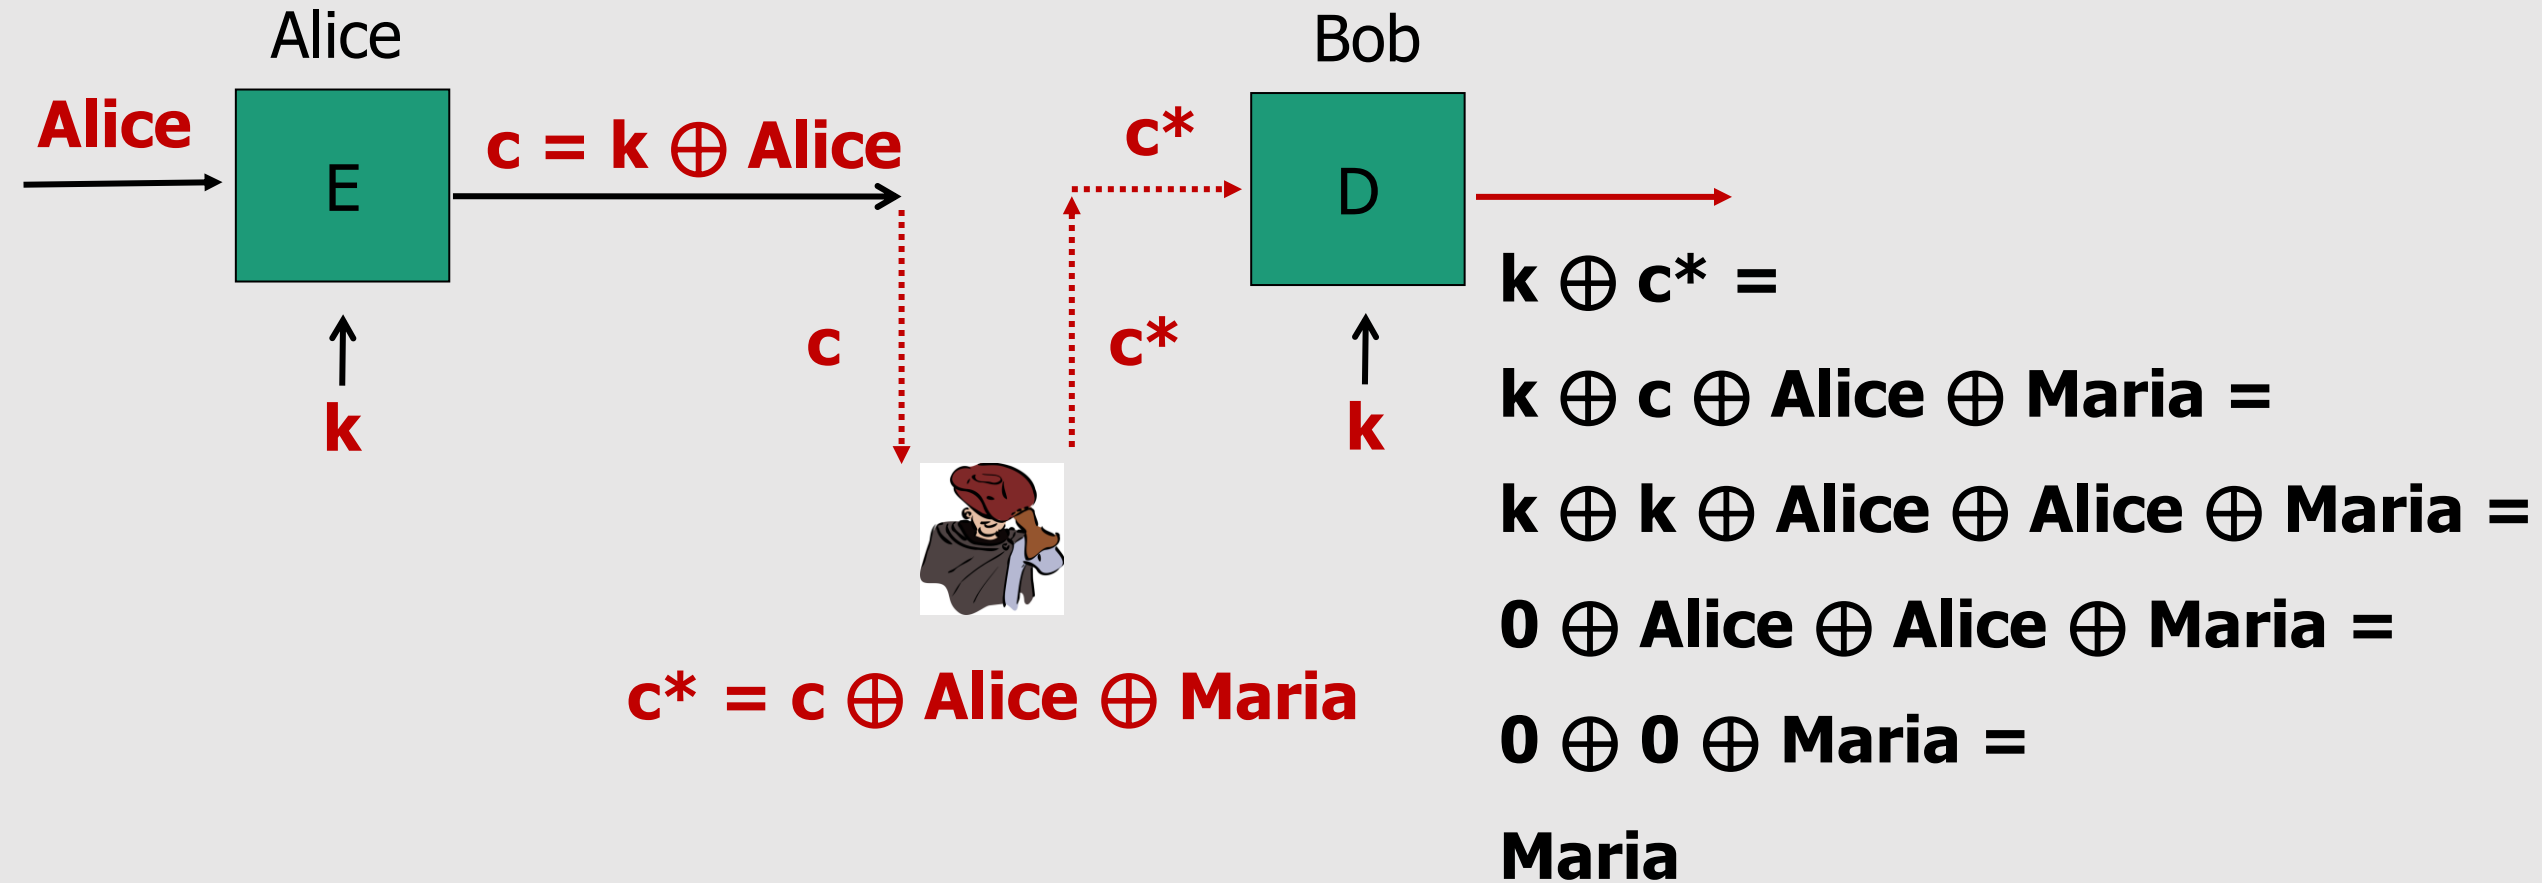 Alice
Bob
Alice
E
c = k ⊕ Alice
c*
D
k
c
c*
k
k ⊕ c* =
k ⊕ c ⊕ Alice ⊕ Maria =
k ⊕ k ⊕ Alice ⊕ Alice ⊕ Maria =
0 ⊕ Alice ⊕ Alice ⊕ Maria =
0 ⊕ 0 ⊕ Maria =
Maria
c* = c ⊕ Alice ⊕ Maria